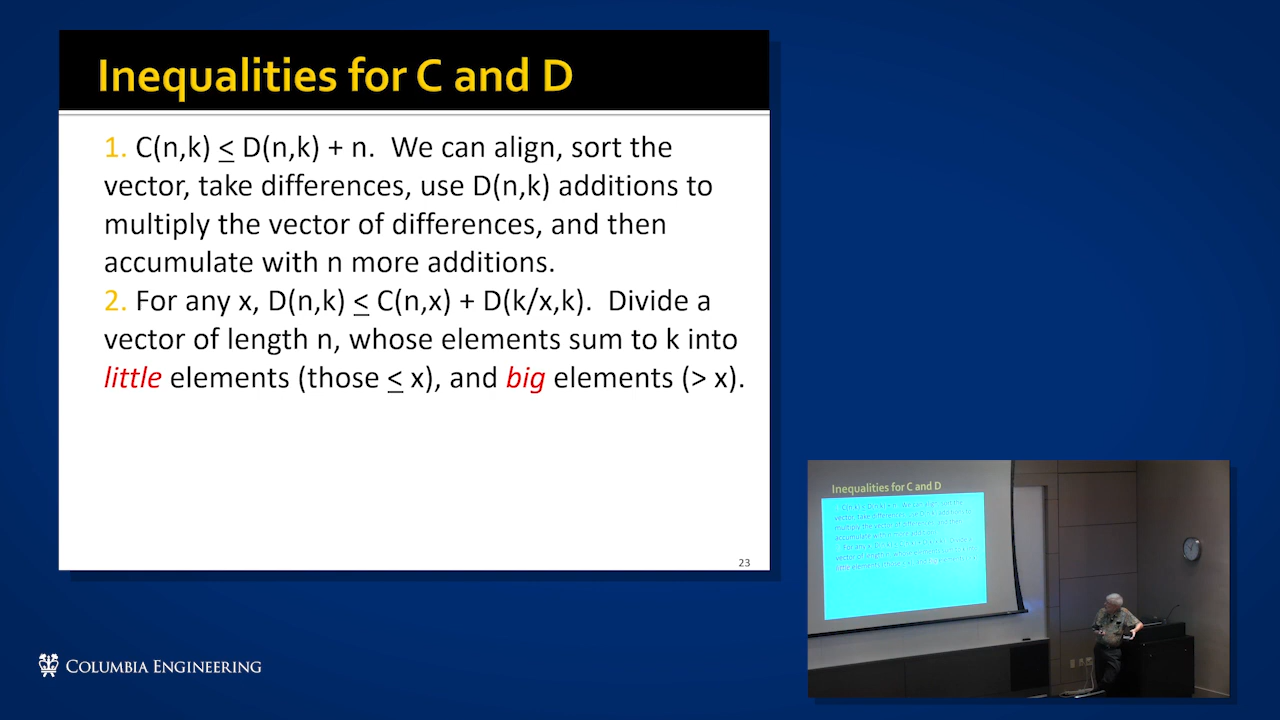 Inequalities for C and D
1. C(n,k) ≤ D(n,k) + n. We can align, sort the
vector, take differences, use D(n,k) additions to
multiply the vector of differences, and then
accumulate with n more additions.
2. For any x, D(n,k) ≤ C(n,x) + D(k/x,k). Divide a
vector of length n, whose elements sum to k into
little elements (those ≤ x), and big elements (> x).
23
COLUMBIA ENGINEERING
Inequalities for C and D